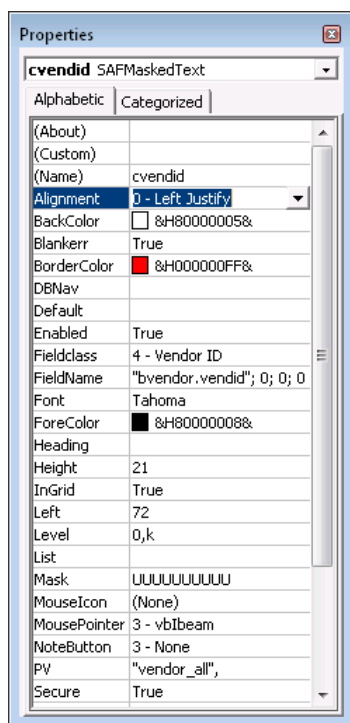 Properties
cvendid SAFMaskedText
Alphabetic Categorized
(About)
(Custom)
(Name) cvendid
Alignment 0 - Left Justify
BackColor &H80000005&
Blankerr True
BorderColor &H000000FF&
DBNav
Default
Enabled True
Fieldclass 4 - Vendor ID
FieldName "bvendor.vendid"; 0; 0; 0
Font Tahoma
ForeColor &H80000008&
Heading
Height 21
InGrid True
Left 72
Level 0,k
List
Mask UUUUUUUUUU
MouseIcon (None)
MousePointer 3 - vbIbeam
NoteButton 3 - None
PV "vendor_all",
Secure True